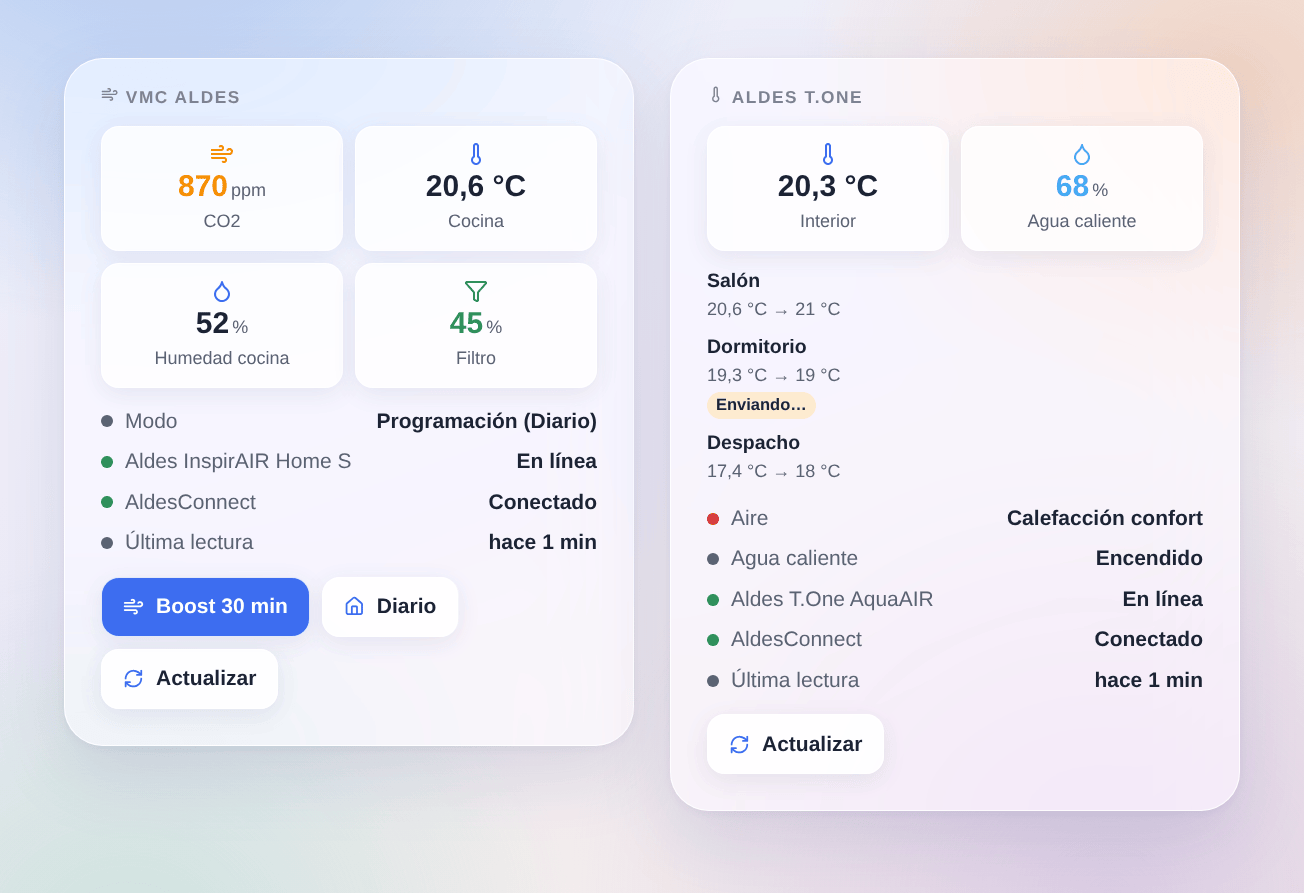 VMC ALDES
870 ppm
CO2
20,6 °C
Cocina
52 %
Humedad cocina
45 %
Filtro
Modo Programación (Diario)
Aldes InspirAIR Home S En línea
AldesConnect Conectado
Última lectura hace 1 min
Boost 30 min
Diario
Actualizar
ALDES T.ONE
20,3 °C
Interior
68 %
Agua caliente
Salón
20,6 °C → 21 °C
Dormitorio
19,3 °C → 19 °C
Enviando…
Despacho
17,4 °C → 18 °C
Aire Calefacción confort
Agua caliente Encendido
Aldes T.One AquaAIR En línea
AldesConnect Conectado
Última lectura hace 1 min
Actualizar